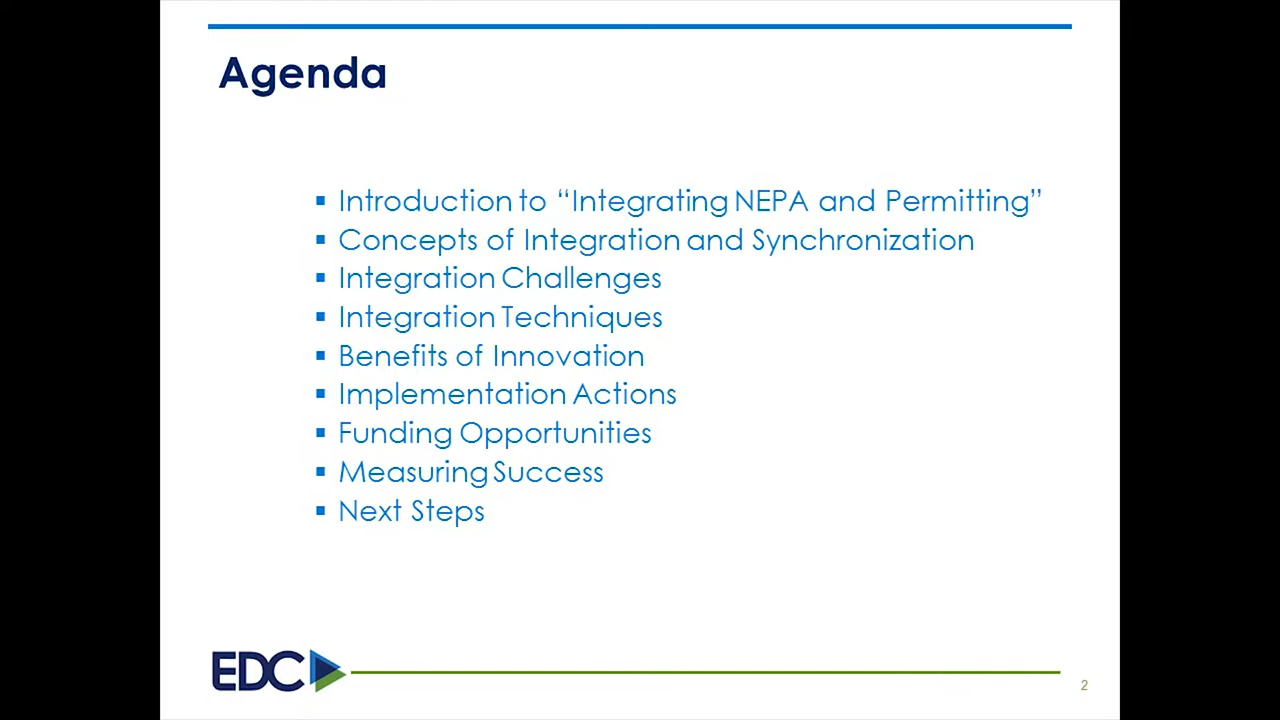 Agenda
▪ Introduction to “Integrating NEPA and Permitting”
▪ Concepts of Integration and Synchronization
▪ Integration Challenges
▪ Integration Techniques
▪ Benefits of Innovation
▪ Implementation Actions
▪ Funding Opportunities
▪ Measuring Success
▪ Next Steps
EDC
2